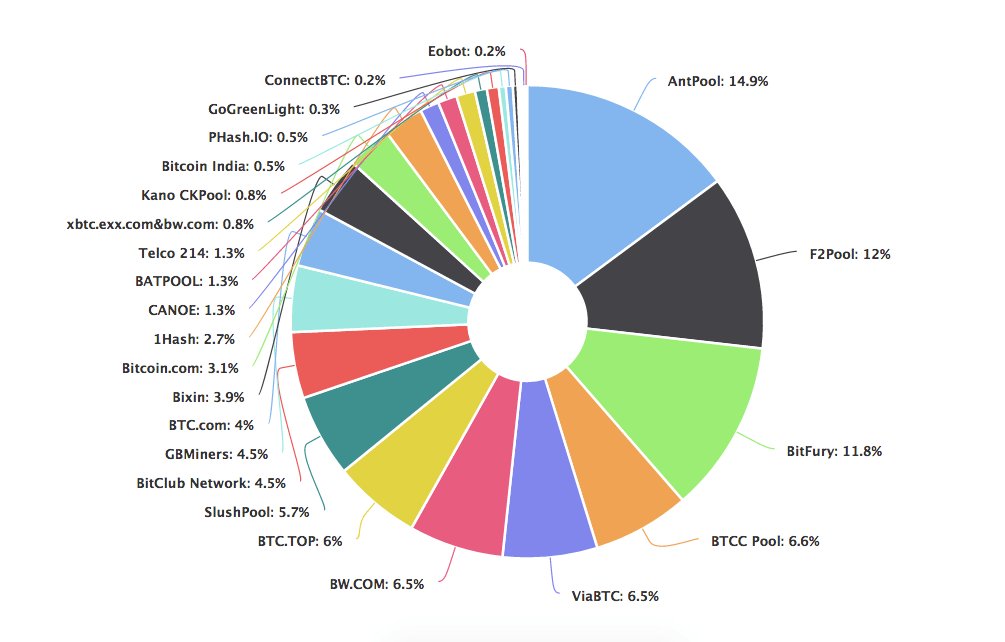 Eobot: 0.2%
ConnectBTC: 0.2%
AntPool: 14.9%
GoGreenLight: 0.3%
PHash.IO: 0.5%
Bitcoin India: 0.5%
Kano CKPool: 0.8%
xbtc.exx.com&bw.com: 0.8%
Telco 214: 1.3%
F2Pool: 12%
BATPOOL: 1.3%
CANOE: 1.3%
1Hash: 2.7%
Bitcoin.com: 3.1%
Bixin: 3.9%
BTC.com: 4%
GBMiners: 4.5%
BitFury: 11.8%
BitClub Network: 4.5%
SlushPool: 5.7%
BTC.TOP: 6%
BTCC Pool: 6.6%
BW.COM: 6.5%
ViaBTC: 6.5%